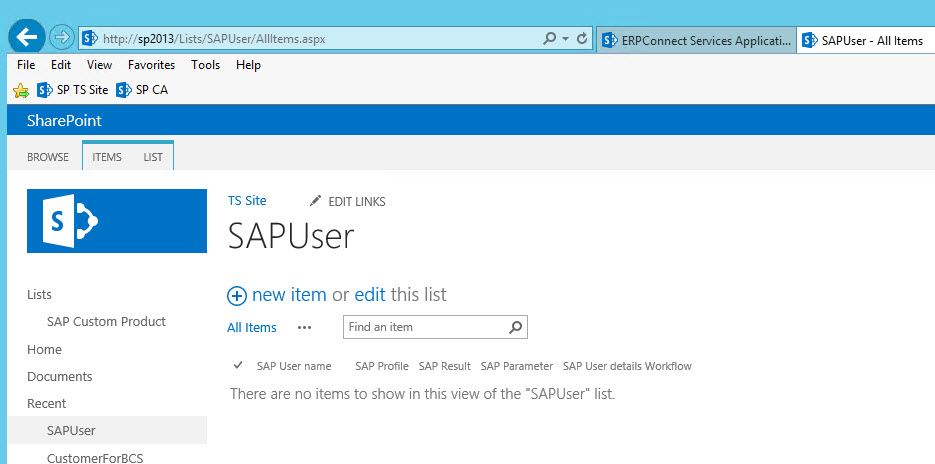 http://sp2013/Lists/SAPUser/AllItems.aspx
ERPConnect Services Applicati...
SAPUser - All Items
File Edit View Favorites Tools Help
SP TS Site SP CA
SharePoint
BROWSE ITEMS LIST
S
TS Site EDIT LINKS
SAPUser
Lists
SAP Custom Product
Home
Documents
Recent
SAPUser
CustomerForBCS
new item or edit this list
All Items ... Find an item
SAP User name SAP Profile SAP Result SAP Parameter SAP User details Workflow
There are no items to show in this view of the "SAPUser" list.